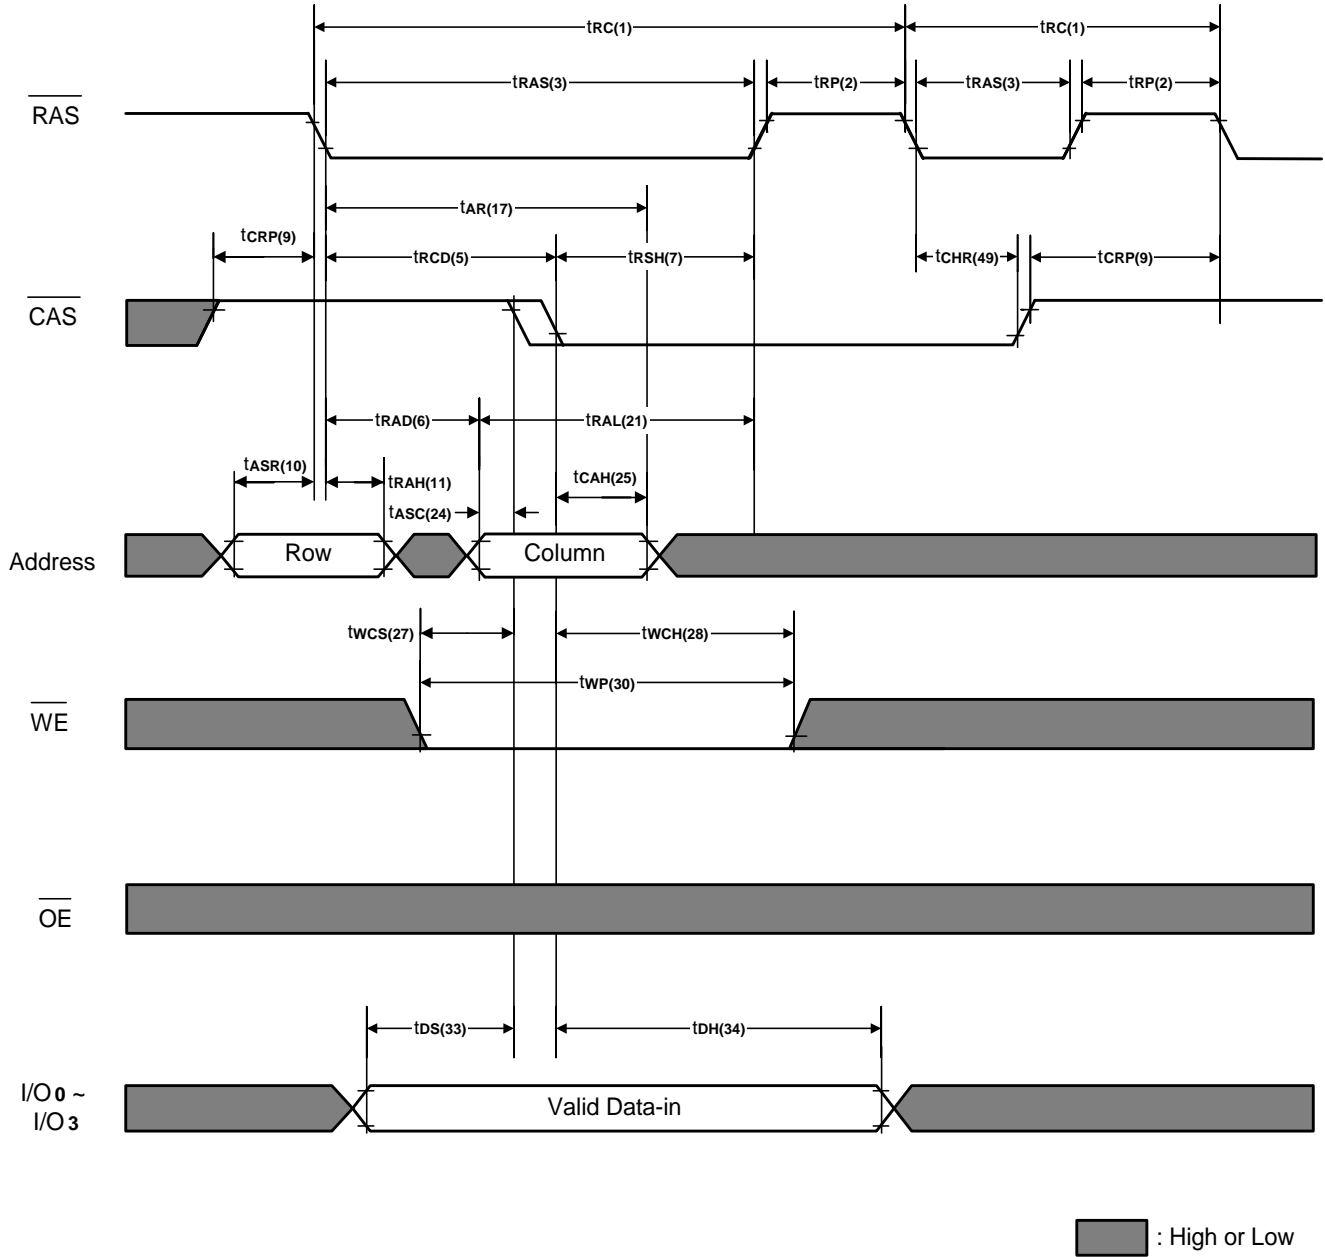 tRC(1) tRC(1)
tRAS(3) tRP(2) tRAS(3) tRP(2)
RAS
tAR(17)
tCRP(9) tRCD(5) tRSH(7) tCHR(49) tCRP(9)
CAS
tRAD(6) tRAL(21)
tASR(10) tRAH(11) tCAH(25)
tASC(24)
Address Row Column
tWCS(27) tWCH(28)
tWP(30)
WE
OE
tDS(33) tDH(34)
I/O 0 ~
I/O 3
Valid Data-in
: High or Low